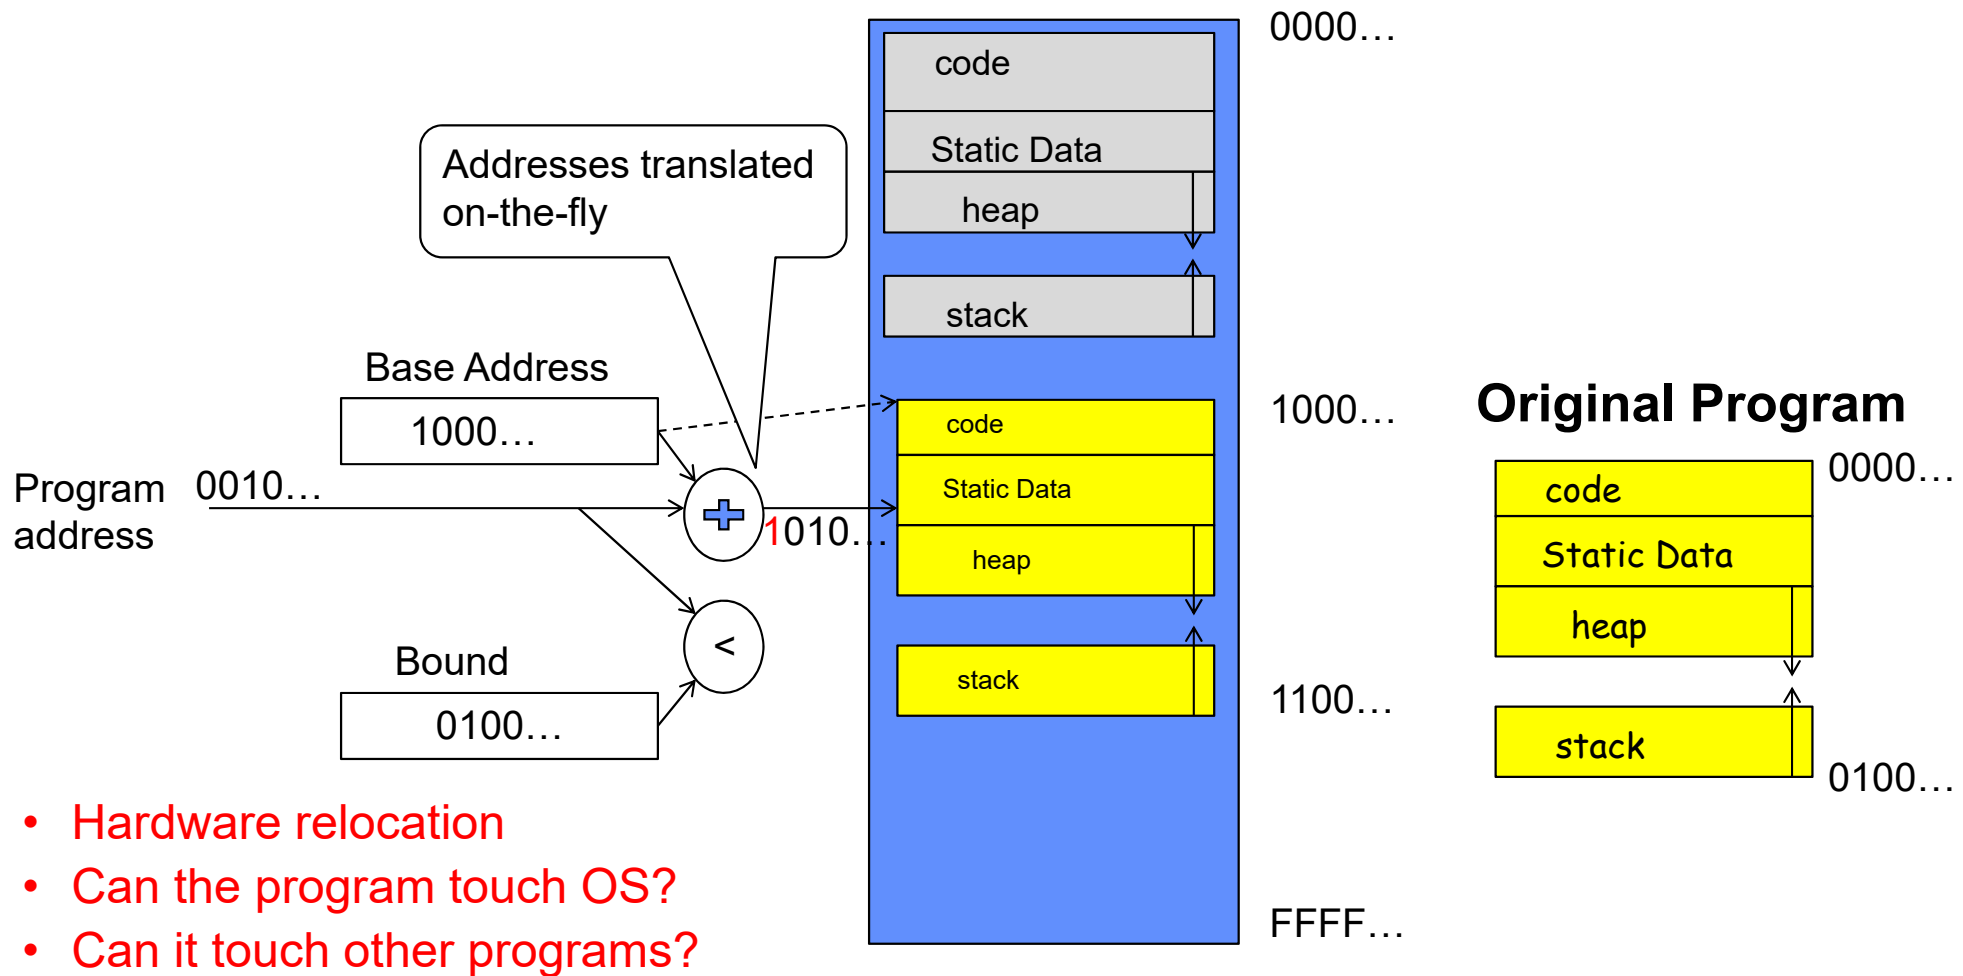 0000…
code
Static Data
heap
stack
Addresses translated
on-the-fly
Base Address
1000…
Program
address
0010…
1010…
<
Bound
0100…
code
Static Data
heap
stack
1000…
1100…
FFFF…
Original Program
0000…
code
Static Data
heap
stack
0100…
• Hardware relocation
• Can the program touch OS?
• Can it touch other programs?